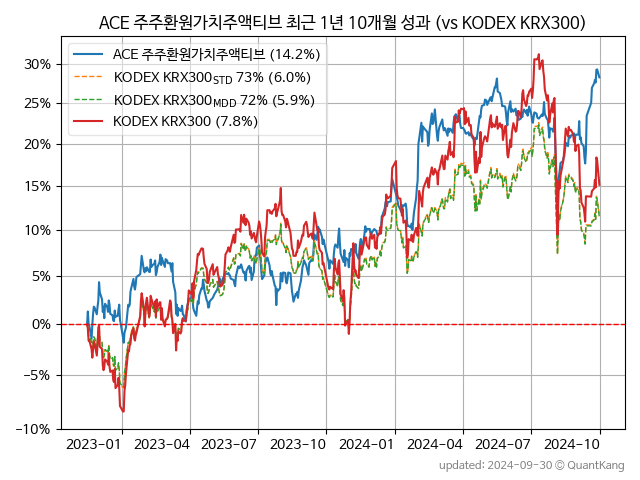 ACE 주주환원가치주액티브 최근 1년 10개월 성과 (vs KODEX KRX300)
ACE 주주환원가치주액티브 (14.2%)
KODEX KRX300STD 73% (6.0%)
KODEX KRX300MDD 72% (5.9%)
KODEX KRX300 (7.8%)
30%
25%
20%
15%
10%
5%
0%
-5%
-10%
2023-01 2023-04 2023-07 2023-10 2024-01 2024-04 2024-07 2024-10
updated: 2024-09-30 © QuantKang